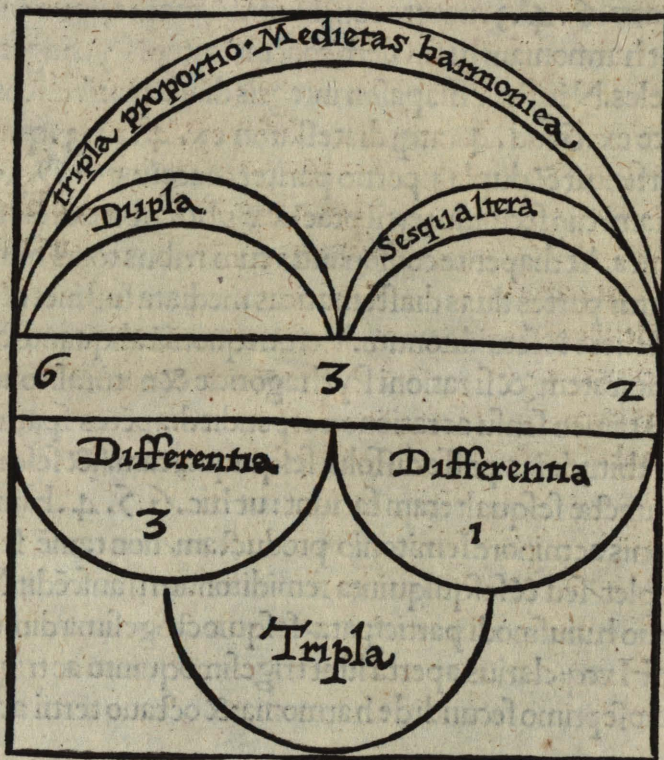 tripla proportio · Medietas harmonica
Dupla
Sesqualtera
6 3 2
Differentia Differentia
3 1
Tripla